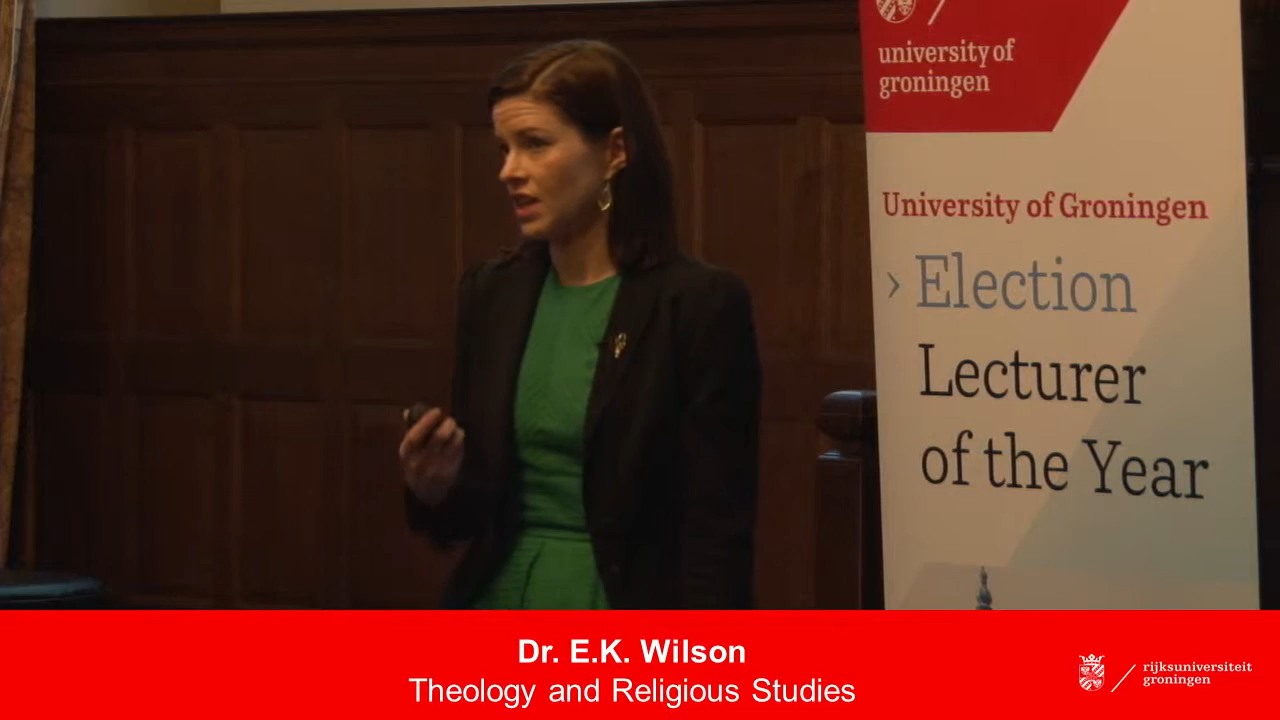 university of
groningen
University of Groningen
› Election
Lecturer
of the Year
Dr. E.K. Wilson
Theology and Religious Studies
rijksuniversiteit
groningen